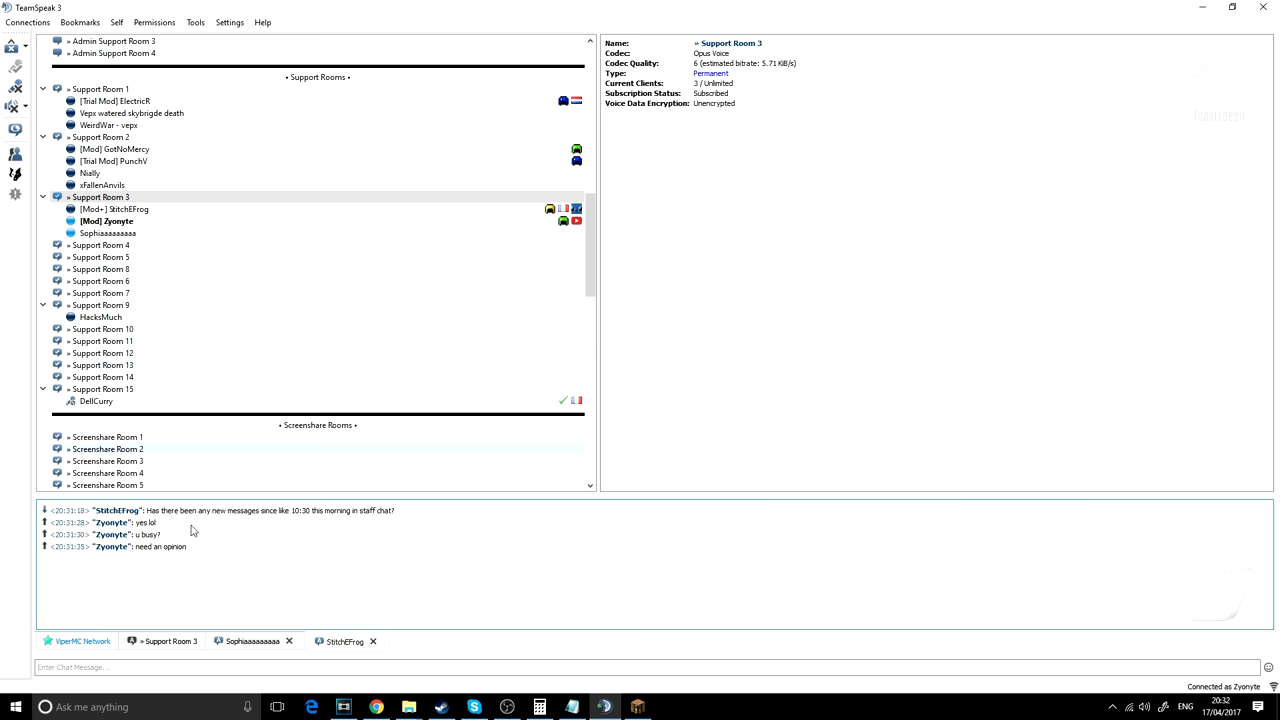 TeamSpeak 3
Connections Bookmarks Self Permissions Tools Settings Help
» Admin Support Room 3
» Admin Support Room 4
• Support Rooms •
» Support Room 1
[Trial Mod] ElectricR
Vepx watered skybrigde death
WeirdWar - vepx
» Support Room 2
[Mod] GotNoMercy
[Trial Mod] PunchV
Nially
xFallenAnvils
» Support Room 3
[Mod+] StitchEFrog
[Mod] Zyonyte
Sophiaaaaaaaaa
» Support Room 4
» Support Room 5
» Support Room 8
» Support Room 6
» Support Room 7
» Support Room 9
HacksMuch
» Support Room 10
» Support Room 11
» Support Room 12
» Support Room 13
» Support Room 14
» Support Room 15
DellCurry
• Screenshare Rooms •
» Screenshare Room 1
» Screenshare Room 2
» Screenshare Room 3
» Screenshare Room 4
» Screenshare Room 5
Name: » Support Room 3
Codec: Opus Voice
Codec Quality: 6 (estimated bitrate: 5.71 KiB/s)
Type: Permanent
Current Clients: 3 / Unlimited
Subscription Status: Subscribed
Voice Data Encryption: Unencrypted
Teamspeak
<20:31:18> "StitchEFrog": Has there been any new messages since like 10:30 this morning in staff chat?
<20:31:28> "Zyonyte": yes lol
<20:31:30> "Zyonyte": u busy?
<20:31:35> "Zyonyte": need an opinion
ViperMC Network » Support Room 3 Sophiaaaaaaaaa StitchEFrog
Enter Chat Message...
Connected as Zyonyte
Ask me anything
ENG
20:32
17/04/2017